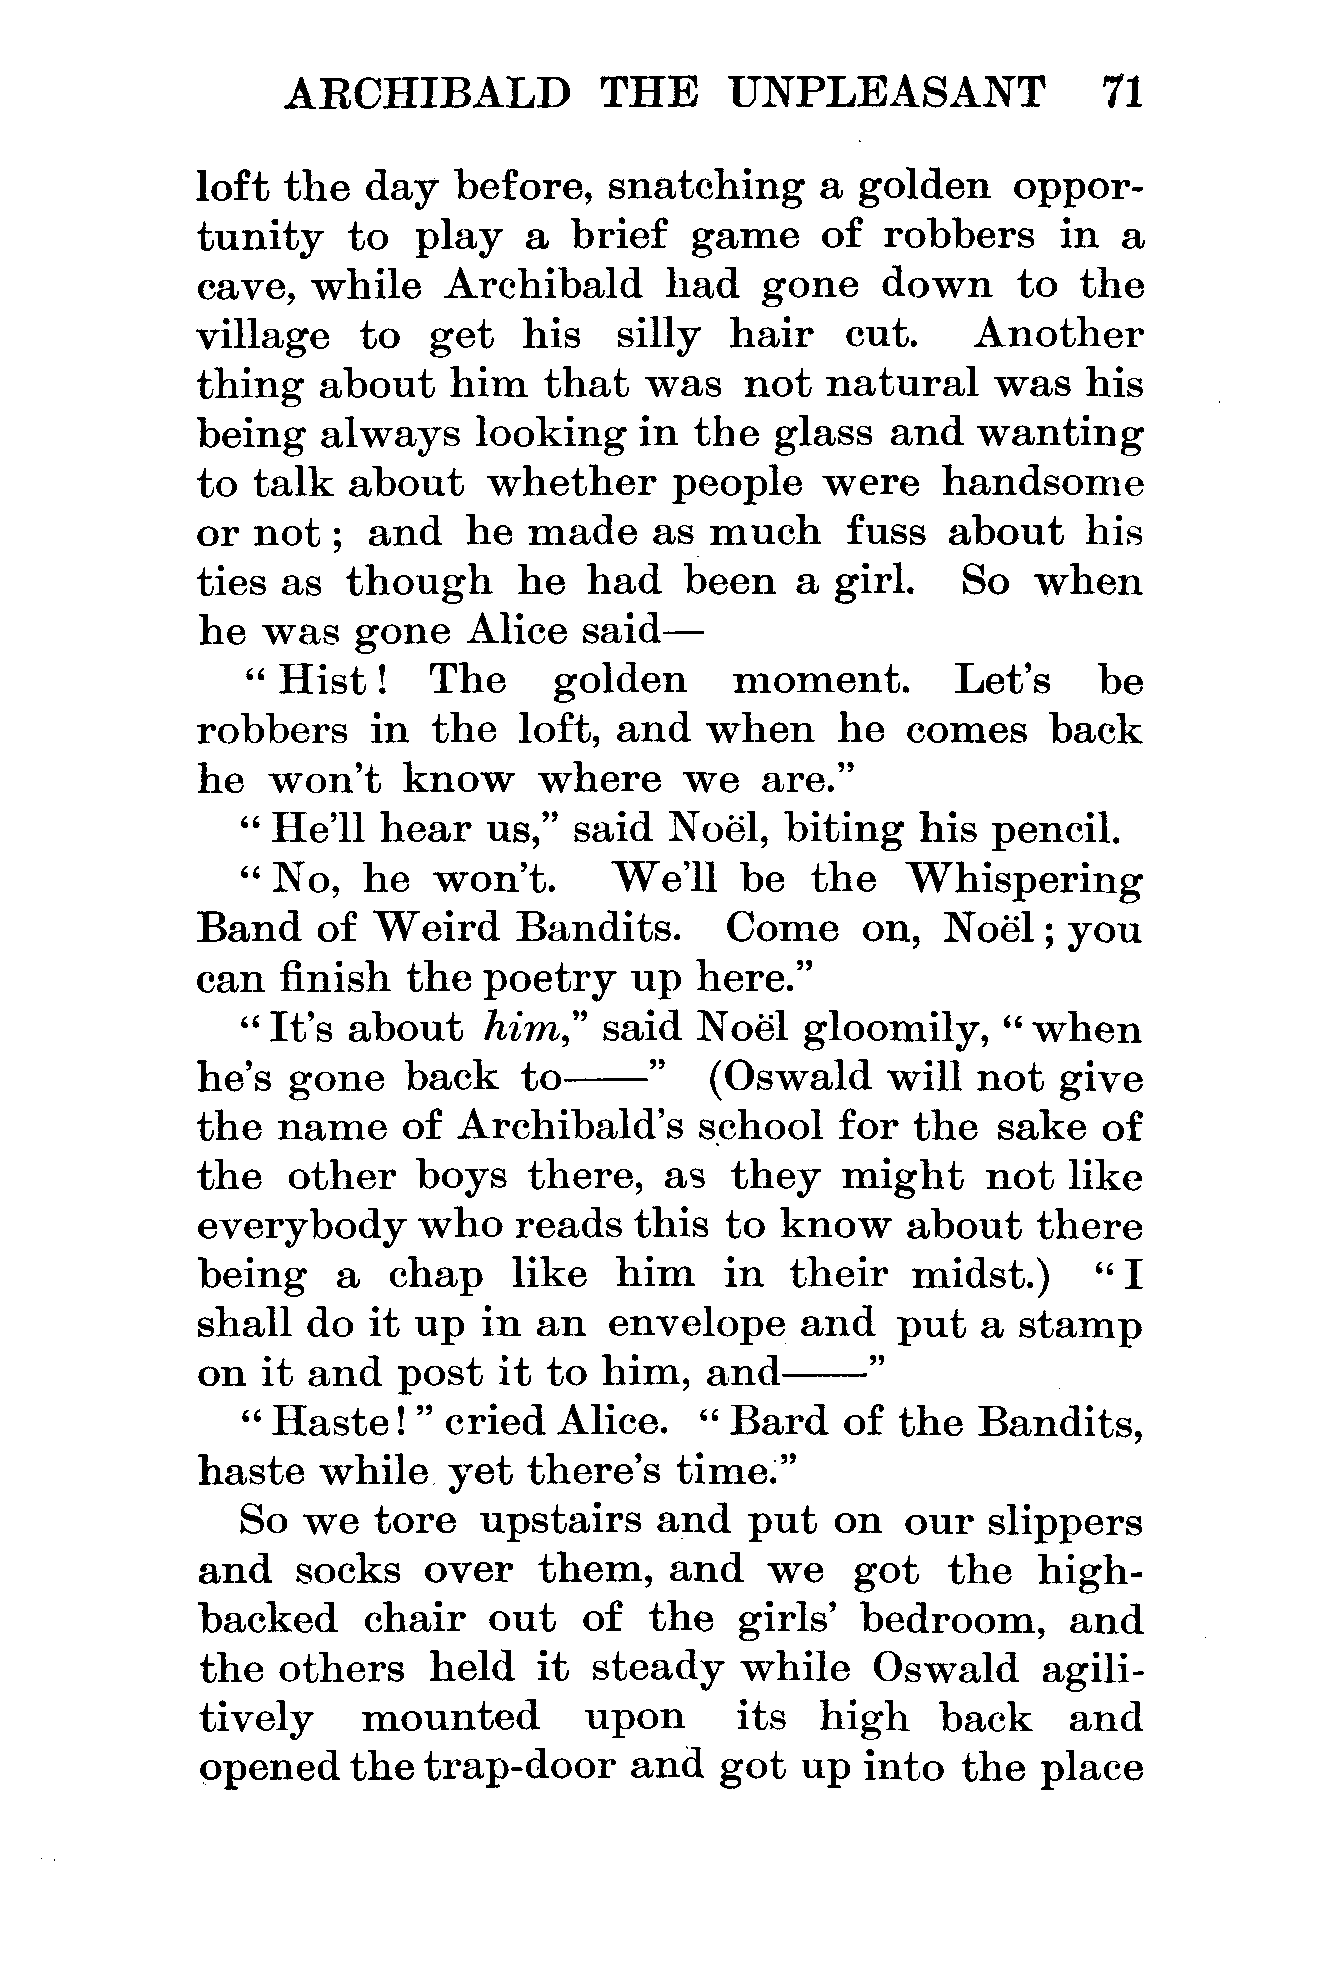 ARCHIBALD THE UNPLEASANT 71
loft the day before, snatching a golden oppor-
tunity to play a brief game of robbers in a
cave, while Archibald had gone down to the
village to get his silly hair cut. Another
thing about him that was not natural was his
being always looking in the glass and wanting
to talk about whether people were handsome
or not ; and he made as much fuss about his
ties as though he had been a girl. So when
he was gone Alice said—
“ Hist ! The golden moment. Let’s be
robbers in the loft, and when he comes back
he won’t know where we are.”
“ He’ll hear us,” said Noël, biting his pencil.
“ No, he won’t. We’ll be the Whispering
Band of Weird Bandits. Come on, Noël ; you
can finish the poetry up here.”
“ It’s about him,” said Noël gloomily, “ when
he’s gone back to——” (Oswald will not give
the name of Archibald’s school for the sake of
the other boys there, as they might not like
everybody who reads this to know about there
being a chap like him in their midst.) “ I
shall do it up in an envelope and put a stamp
on it and post it to him, and——”
“ Haste ! ” cried Alice. “ Bard of the Bandits,
haste while yet there’s time.”
So we tore upstairs and put on our slippers
and socks over them, and we got the high-
backed chair out of the girls’ bedroom, and
the others held it steady while Oswald agili-
tively mounted upon its high back and
opened the trap-door and got up into the place